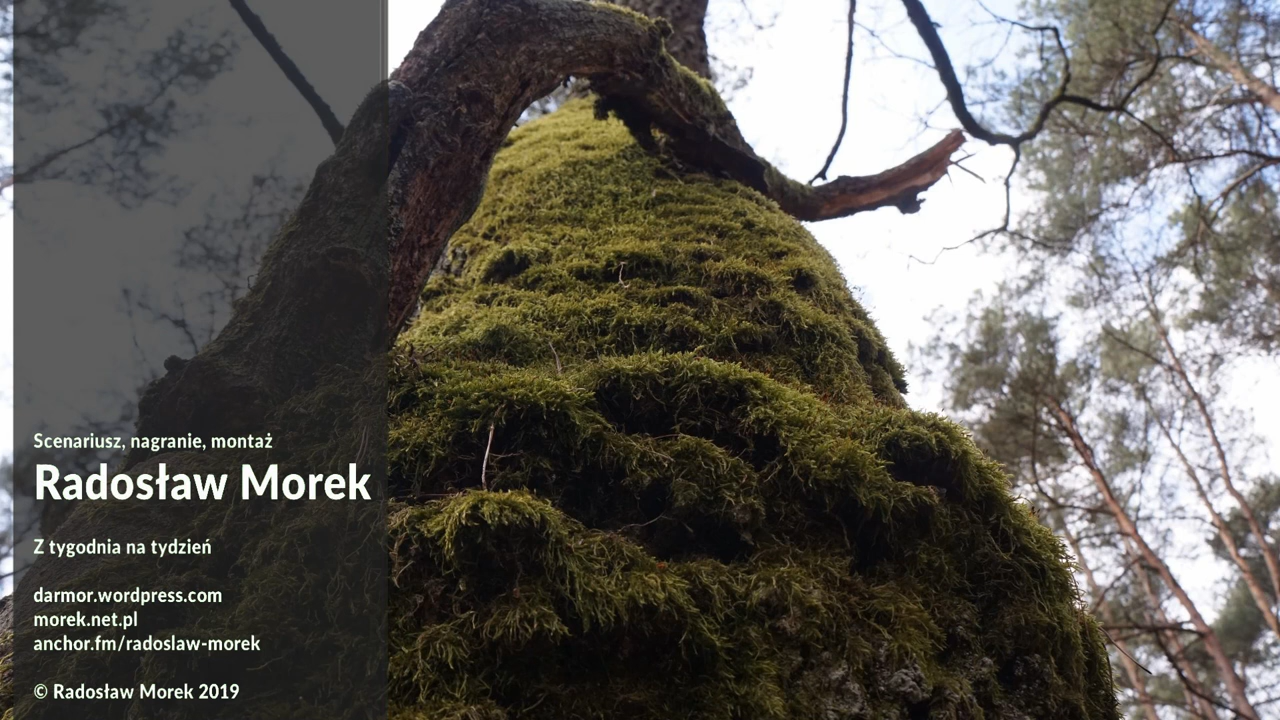 Scenariusz, nagranie, montaż
Radosław Morek
Z tygodnia na tydzień
darmor.wordpress.com
morek.net.pl
anchor.fm/radoslaw-morek
© Radosław Morek 2019